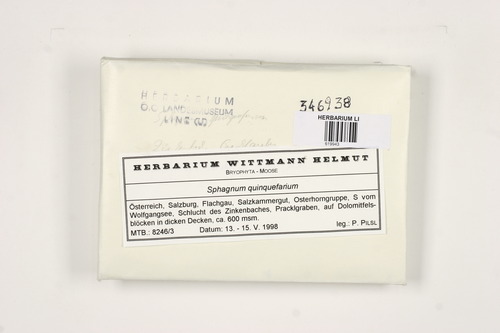 HERBARIUM
O.Ö. LANDESMUSEUM
LINZ
346938
HERBARIUM LI
HERBARIUM WITTMANN HELMUT
BRYOPHYTA - MOOSE
Sphagnum quinquefarium
Österreich, Salzburg, Flachgau, Salzkammergut, Osterhorngruppe, S vom
Wolfgangsee, Schlucht des Zinkenbaches, Pracklgraben, auf Dolomitfels-
blöcken in dicken Decken, ca. 600 msm.
MTB.: 8246/3 Datum: 13. - 15. V. 1998 leg.: P. PILSL